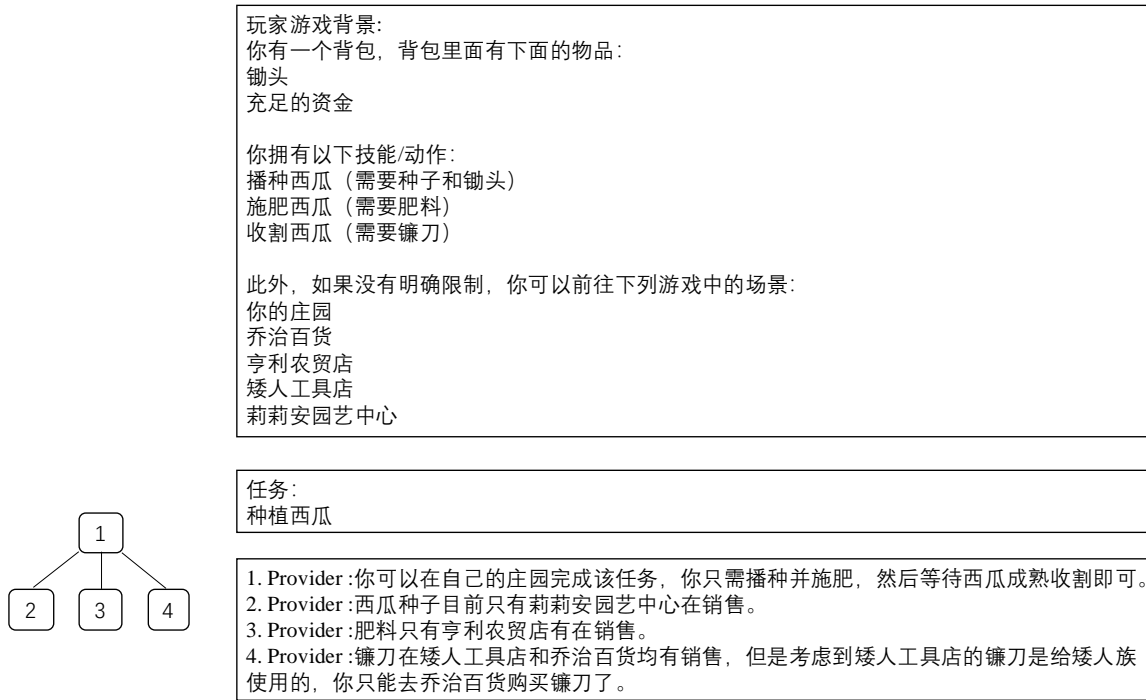 玩家游戏背景:
你有一个背包，背包里面有下面的物品:
锄头
充足的资金
你拥有以下技能/动作:
播种西瓜（需要种子和锄头）
施肥西瓜（需要肥料）
收割西瓜（需要镰刀）
此外，如果没有明确限制，你可以前往下列游戏中的场景:
你的庄园
乔治百货
亨利农贸店
矮人工具店
莉莉安园艺中心
任务:
种植西瓜
1
2 3 4
1. Provider :你可以在自己的庄园完成该任务，你只需播种并施肥，然后等待西瓜成熟收割即可。
2. Provider :西瓜种子目前只有莉莉安园艺中心在销售。
3. Provider :肥料只有亨利农贸店有在销售。
4. Provider :镰刀在矮人工具店和乔治百货均有销售，但是考虑到矮人工具店的镰刀是给矮人族
使用的，你只能去乔治百货购买镰刀了。